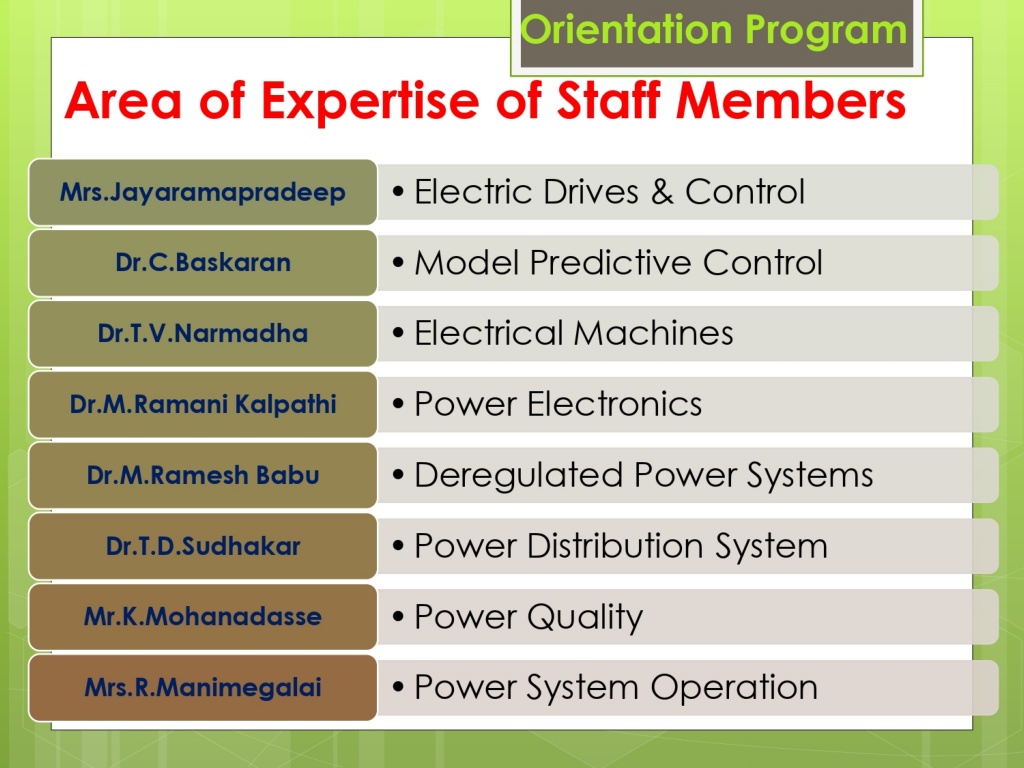 Orientation Program
Area of Expertise of Staff Members
Mrs.Jayaramapradeep • Electric Drives & Control
Dr.C.Baskaran • Model Predictive Control
Dr.T.V.Narmadha • Electrical Machines
Dr.M.Ramani Kalpathi • Power Electronics
Dr.M.Ramesh Babu • Deregulated Power Systems
Dr.T.D.Sudhakar • Power Distribution System
Mr.K.Mohanadasse • Power Quality
Mrs.R.Manimegalai • Power System Operation